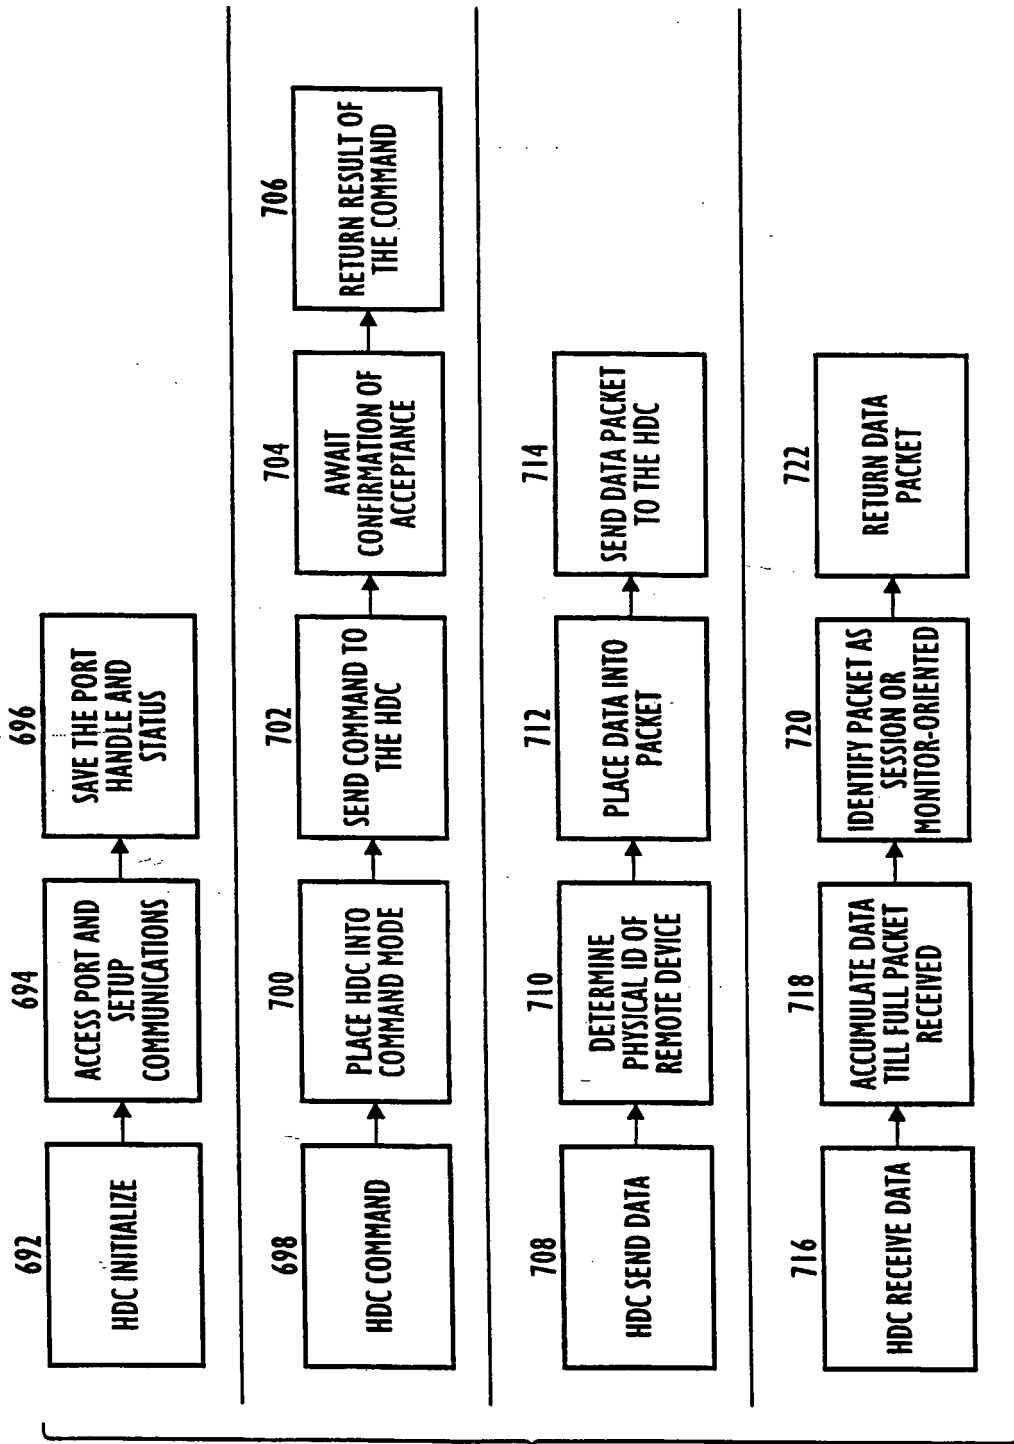 692
HDC INITIALIZE
694
ACCESS PORT AND
SETUP
COMMUNICATIONS
696
SAVE THE PORT
HANDLE AND
STATUS
698
HDC COMMAND
700
PLACE HDC INTO
COMMAND MODE
702
SEND COMMAND TO
THE HDC
704
AWAIT
CONFIRMATION OF
ACCEPTANCE
706
RETURN RESULT OF
THE COMMAND
708
HDC SEND DATA
710
DETERMINE
PHYSICAL ID OF
REMOTE DEVICE
712
PLACE DATA INTO
PACKET
714
SEND DATA PACKET
TO THE HDC
716
HDC RECEIVE DATA
718
ACCUMULATE DATA
TILL FULL PACKET
RECEIVED
720
IDENTIFY PACKET AS
SESSION OR
MONITOR-ORIENTED
722
RETURN DATA
PACKET